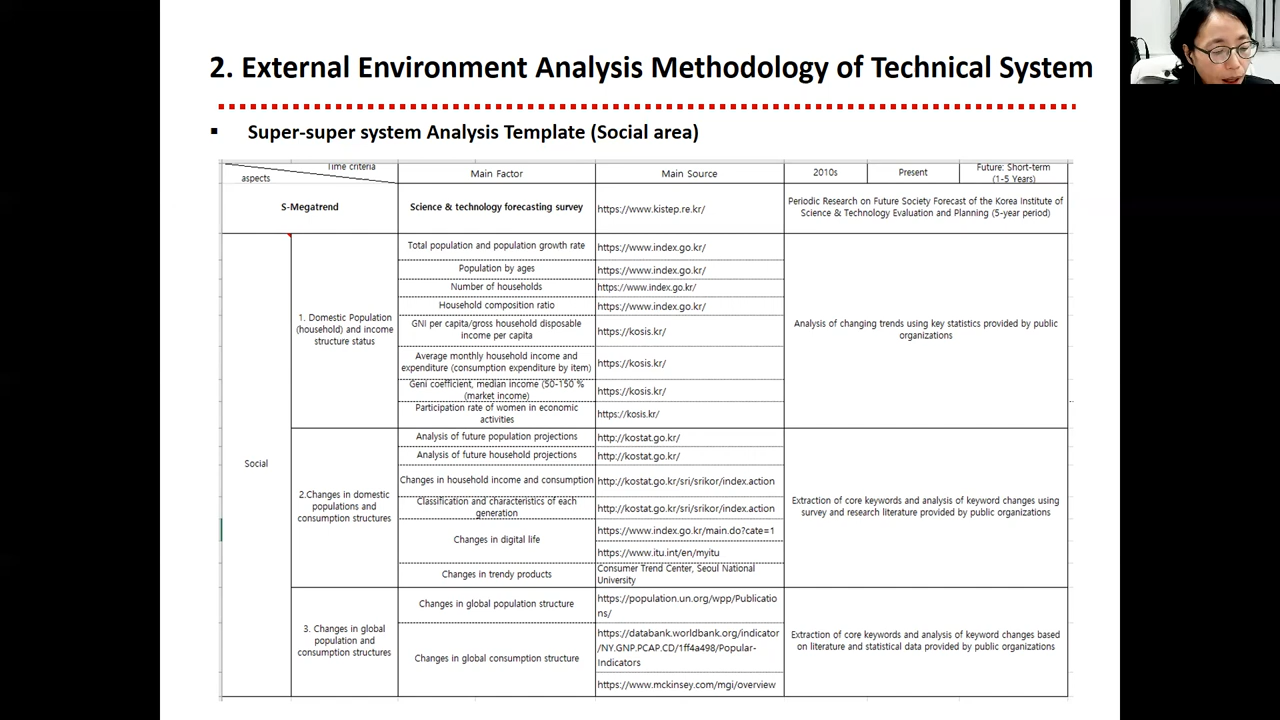 2. External Environment Analysis Methodology of Technical System
▪ Super-super system Analysis Template (Social area)
Time criteria
aspects
Main Factor
Main Source
2010s
Present
Future: Short-term
(1-5 Years)
S-Megatrend
Science & technology forecasting survey
https://www.kistep.re.kr/
Periodic Research on Future Society Forecast of the Korea Institute of
Science & Technology Evaluation and Planning (5-year period)
Social
1. Domestic Population
(household) and income
structure status
Total population and population growth rate
https://www.index.go.kr/
Population by ages
https://www.index.go.kr/
Number of households
https://www.index.go.kr/
Household composition ratio
https://www.index.go.kr/
GNI per capita/gross household disposable
income per capita
https://kosis.kr/
Average monthly household income and
expenditure (consumption expenditure by item)
https://kosis.kr/
Geni coefficient, median income (50-150 %
(market income)
https://kosis.kr/
Participation rate of women in economic
activities
https://kosis.kr/
Analysis of changing trends using key statistics provided by public
organizations
2.Changes in domestic
populations and
consumption structures
Analysis of future population projections
http://kostat.go.kr/
Analysis of future household projections
http://kostat.go.kr/
Changes in household income and consumption
http://kostat.go.kr/sri/srikor/index.action
Classification and characteristics of each
generation
http://kostat.go.kr/sri/srikor/index.action
Changes in digital life
https://www.index.go.kr/main.do?cate=1
https://www.itu.int/en/myitu
Changes in trendy products
Consumer Trend Center, Seoul National
University
Extraction of core keywords and analysis of keyword changes using
survey and research literature provided by public organizations
3. Changes in global
population and
consumption structures
Changes in global population structure
https://population.un.org/wpp/Publicatio
ns/
Changes in global consumption structure
https://databank.worldbank.org/indicator
/NY.GNP.PCAP.CD/1ff4a498/Popular-
Indicators
https://www.mckinsey.com/mgi/overview
Extraction of core keywords and analysis of keyword changes based
on literature and statistical data provided by public organizations